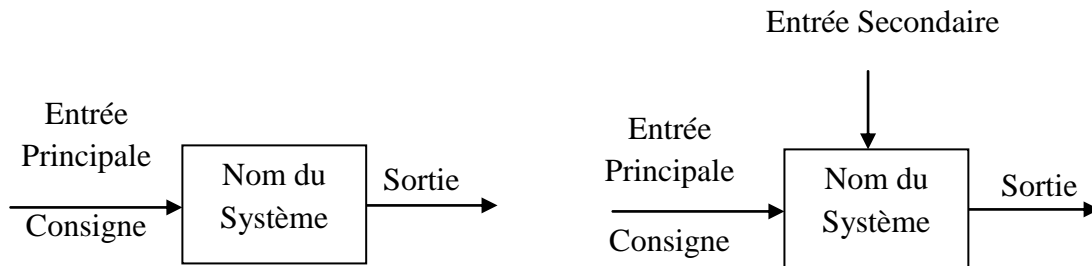 Entrée
Principale
Consigne
Nom du
Système
Sortie
Entrée Secondaire
Entrée
Principale
Consigne
Nom du
Système
Sortie